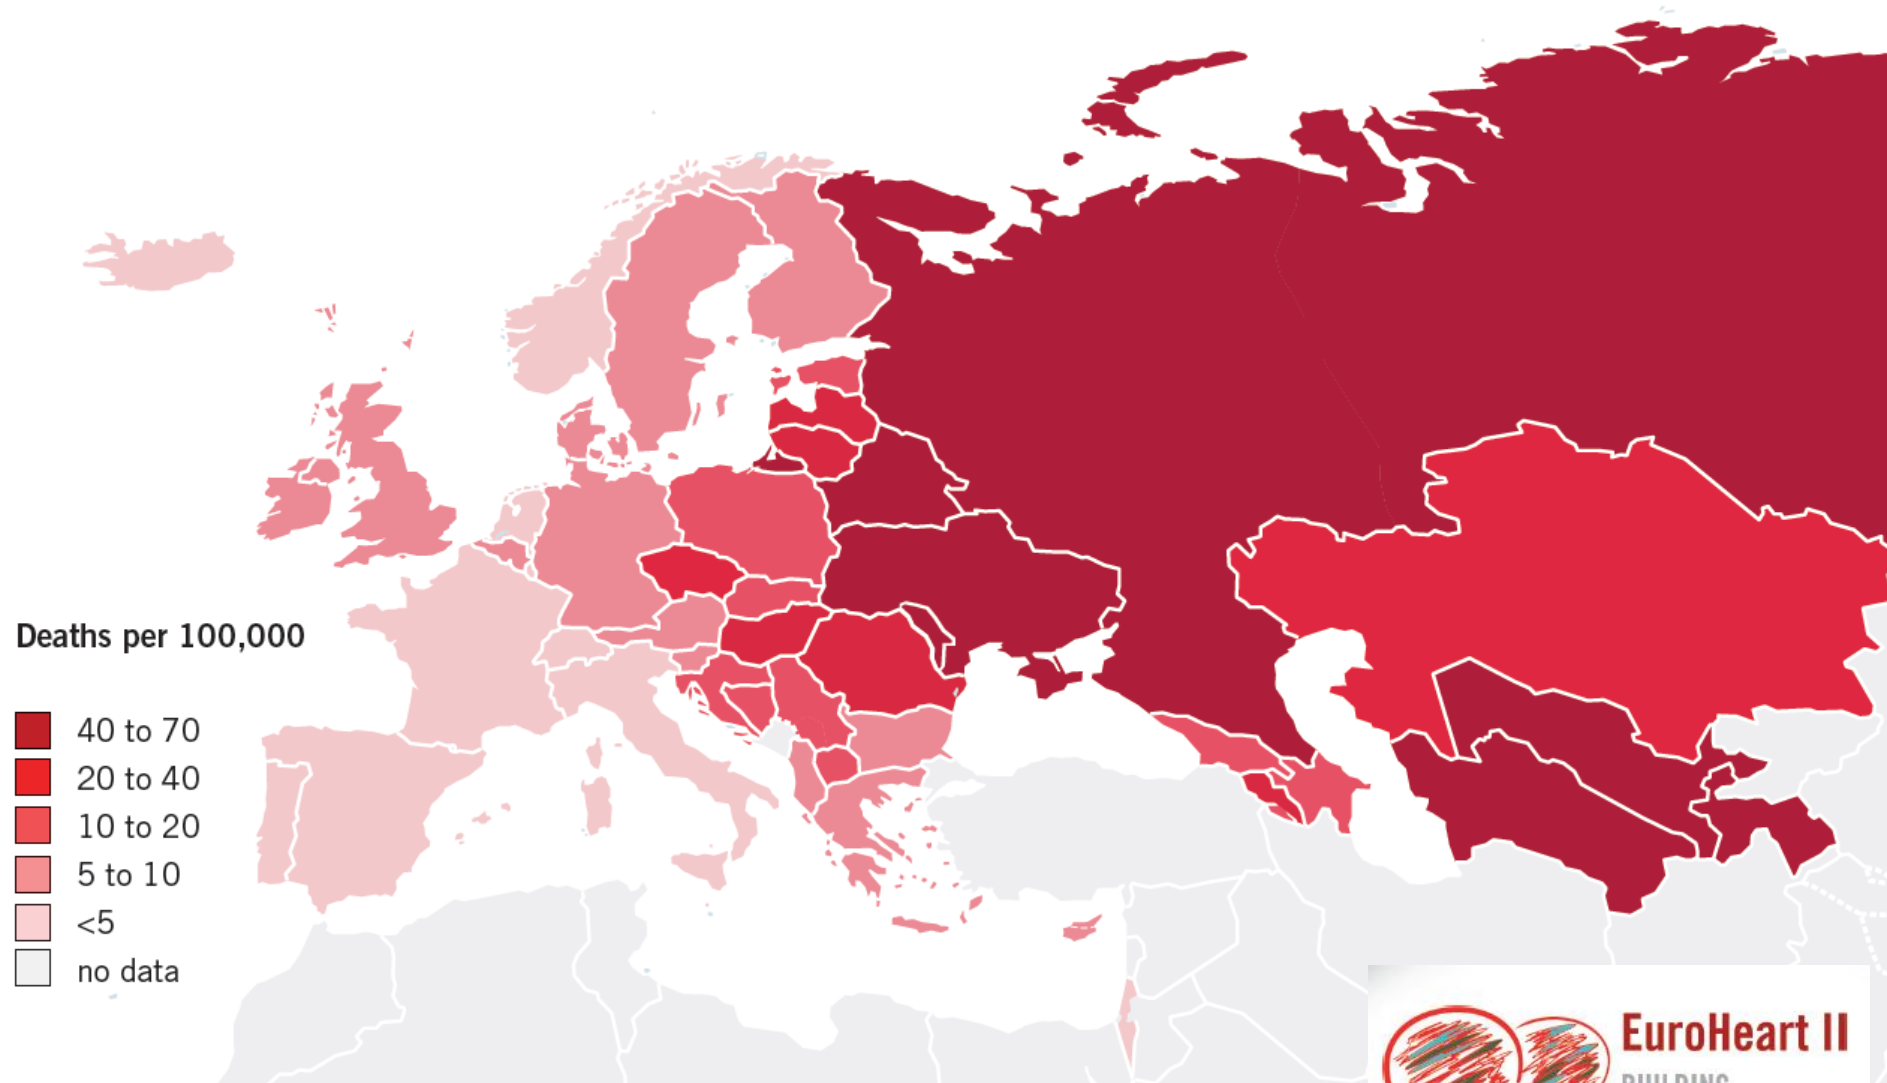 Deaths per 100,000
40 to 70
20 to 40
10 to 20
5 to 10
<5
no data
EuroHeart II
BUILDING